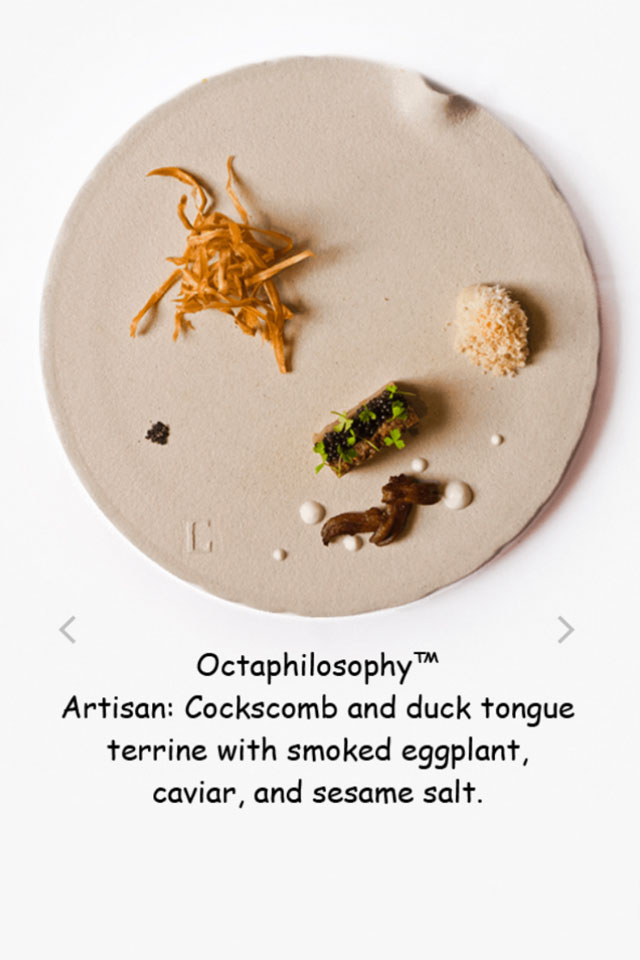 Octaphilosophy™
Artisan: Cockscomb and duck tongue
terrine with smoked eggplant,
caviar, and sesame salt.